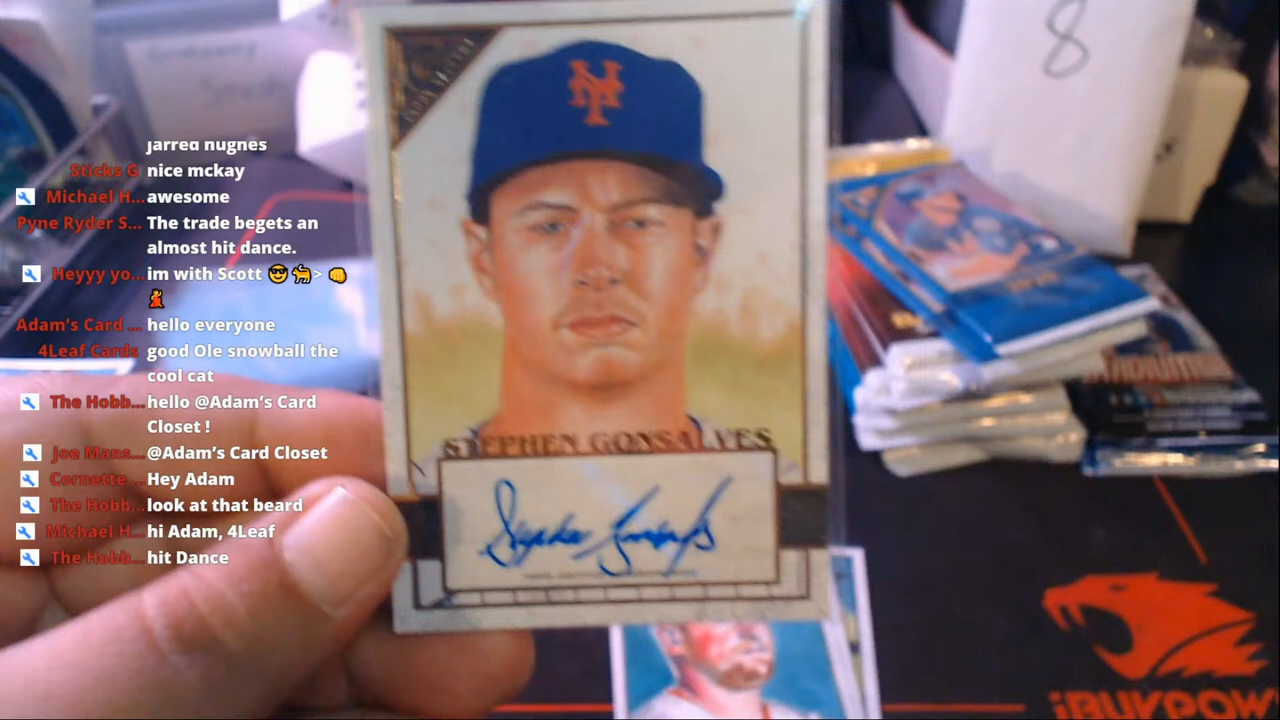 jarred nugnes
Sticks G nice mckay
Michael H... awesome
Pyne Ryder S... The trade begets an
almost hit dance.
Heyyy yo... im with Scott 😎🐈> 👊
💃
Adam's Card ... hello everyone
4Leaf Cards good Ole snowball the
cool cat
The Hobb... hello @Adam's Card
Closet !
Joe Mans... @Adam's Card Closet
Cornette... Hey Adam
The Hobb... look at that beard
Michael H... hi Adam, 4Leaf
The Hobb... hit Dance
NY
STEPHEN GONSALVES
8
iBUYPOW